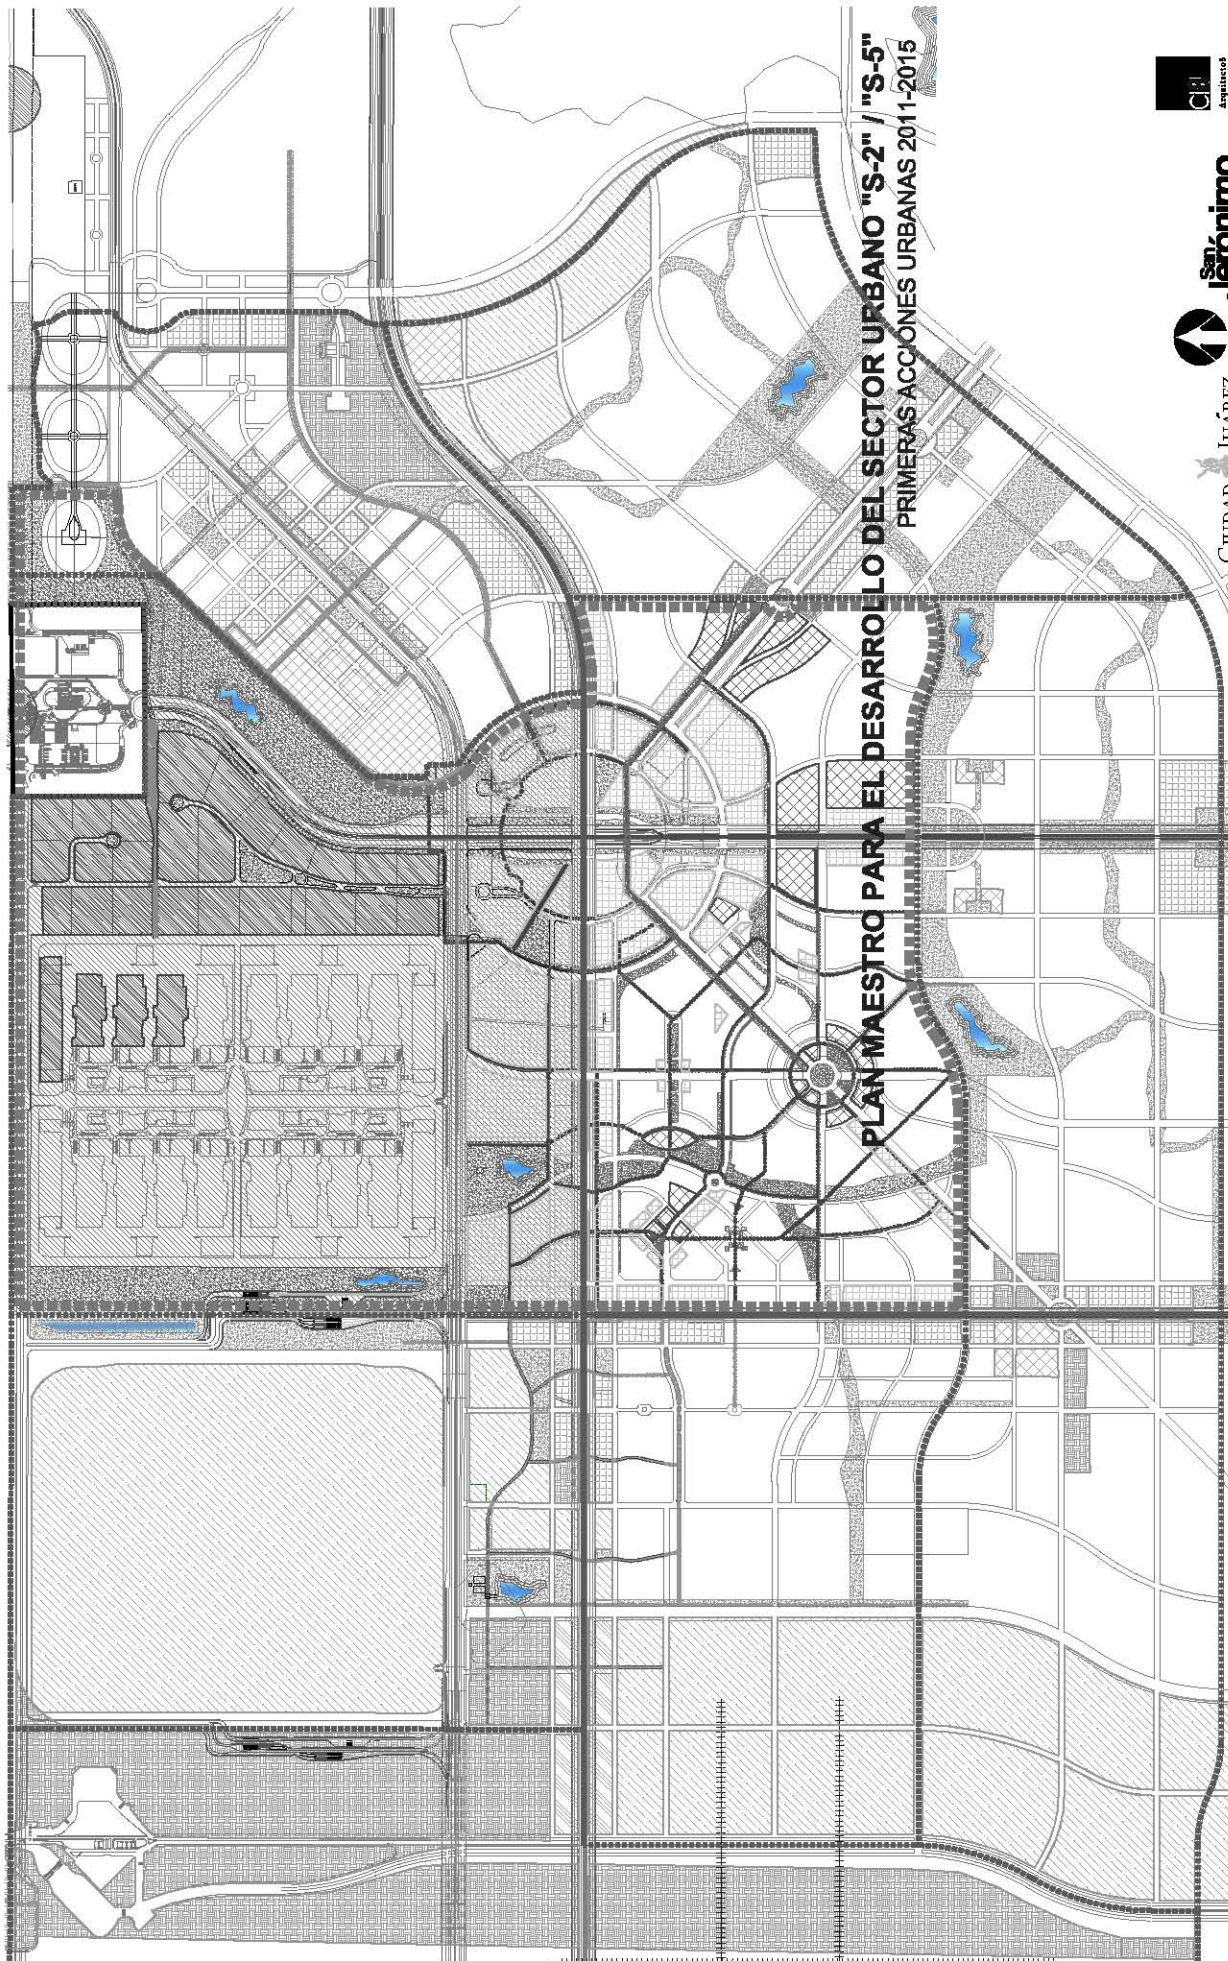 PLAN MAESTRO PARA EL DESARROLLO DEL SECTOR URBANO "S-2" / "S-5"
PRIMERAS ACCIONES URBANAS 2011-2015
CIUDAD JUÁREZ
San
Jerónimo
Arquitectos